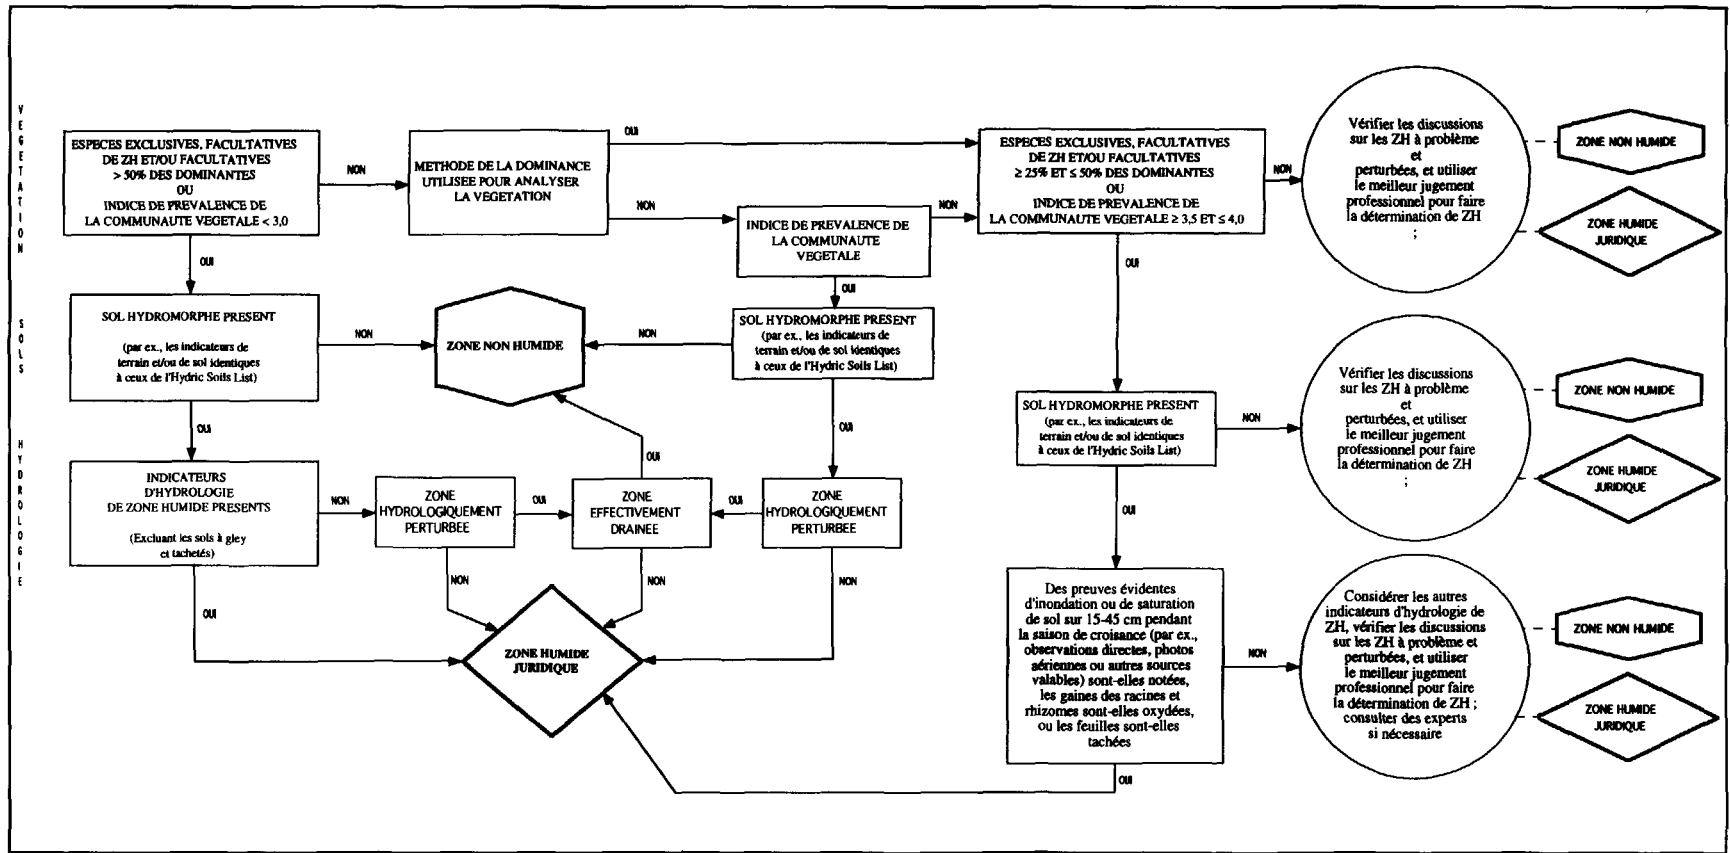 VEGETATION
ESPECES EXCLUSIVES, FACULTATIVES
DE ZH ET/OU FACULTATIVES
> 50% DES DOMINANTES
OU
INDICE DE PREVALENCE DE
LA COMMUNAUTE VEGETALE < 3,0
NON
METHODE DE LA DOMINANCE
UTILISEE POUR ANALYSER
LA VEGETATION
OUI
NON
INDICE DE PREVALENCE DE
LA COMMUNAUTE
VEGETALE
NON
ESPECES EXCLUSIVES, FACULTATIVES
DE ZH ET/OU FACULTATIVES
≥ 25% ET ≤ 50% DES DOMINANTES
OU
INDICE DE PREVALENCE DE
LA COMMUNAUTE VEGETALE ≥ 3,5 ET ≤ 4,0
NON
Vérifier les discussions
sur les ZH à problème
et
perturbées, et utiliser
le meilleur jugement
professionnel pour faire
la détermination de ZH
;
ZONE NON HUMIDE
ZONE HUMIDE
JURIDIQUE
OUI
OUI
OUI
SOLS
SOL HYDROMORPHE PRESENT
(par ex., les indicateurs de
terrain et/ou de sol identiques
à ceux de l'Hydric Soils List)
NON
ZONE NON HUMIDE
NON
SOL HYDROMORPHE PRESENT
(par ex., les indicateurs de
terrain et/ou de sol identiques
à ceux de l'Hydric Soils List)
SOL HYDROMORPHE PRESENT
(par ex., les indicateurs de
terrain et/ou de sol identiques
à ceux de l'Hydric Soils List)
NON
Vérifier les discussions
sur les ZH à problème
et
perturbées, et utiliser
le meilleur jugement
professionnel pour faire
la détermination de ZH
;
ZONE NON HUMIDE
ZONE HUMIDE
JURIDIQUE
OUI
OUI
OUI
OUI
HYDROLOGIE
INDICATEURS
D'HYDROLOGIE
DE ZONE HUMIDE PRESENTS
(Excluant les sols à gley
et tachetés)
NON
ZONE
HYDROLOGIQUEMENT
PERTURBEE
OUI
ZONE
EFFECTIVEMENT
DRAINEE
OUI
ZONE
HYDROLOGIQUEMENT
PERTURBEE
NON
NON
NON
OUI
ZONE HUMIDE
JURIDIQUE
Des preuves évidentes
d'inondation ou de saturation
de sol sur 15-45 cm pendant
la saison de croisance (par ex.,
observations directes, photos
aériennes ou autres sources
valables) sont-elles notées,
les gaines des racines et
rhizomes sont-elles oxydées,
ou les feuilles sont-elles
tachées
NON
Considérer les autres
indicateurs d'hydrologie de
ZH, vérifier les discussions
sur les ZH à problème et
perturbées, et utiliser
le meilleur jugement
professionnel pour faire
la détermination de ZH ;
consulter des experts
si nécessaire
ZONE NON HUMIDE
ZONE HUMIDE
JURIDIQUE
OUI